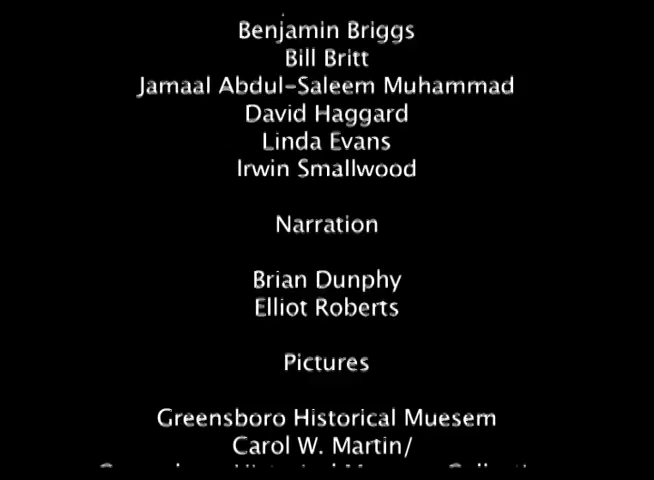 Benjamin Briggs
Bill Britt
Jamaal Abdul-Saleem Muhammad
David Haggard
Linda Evans
Irwin Smallwood
Narration
Brian Dunphy
Elliot Roberts
Pictures
Greensboro Historical Muesem
Carol W. Martin/